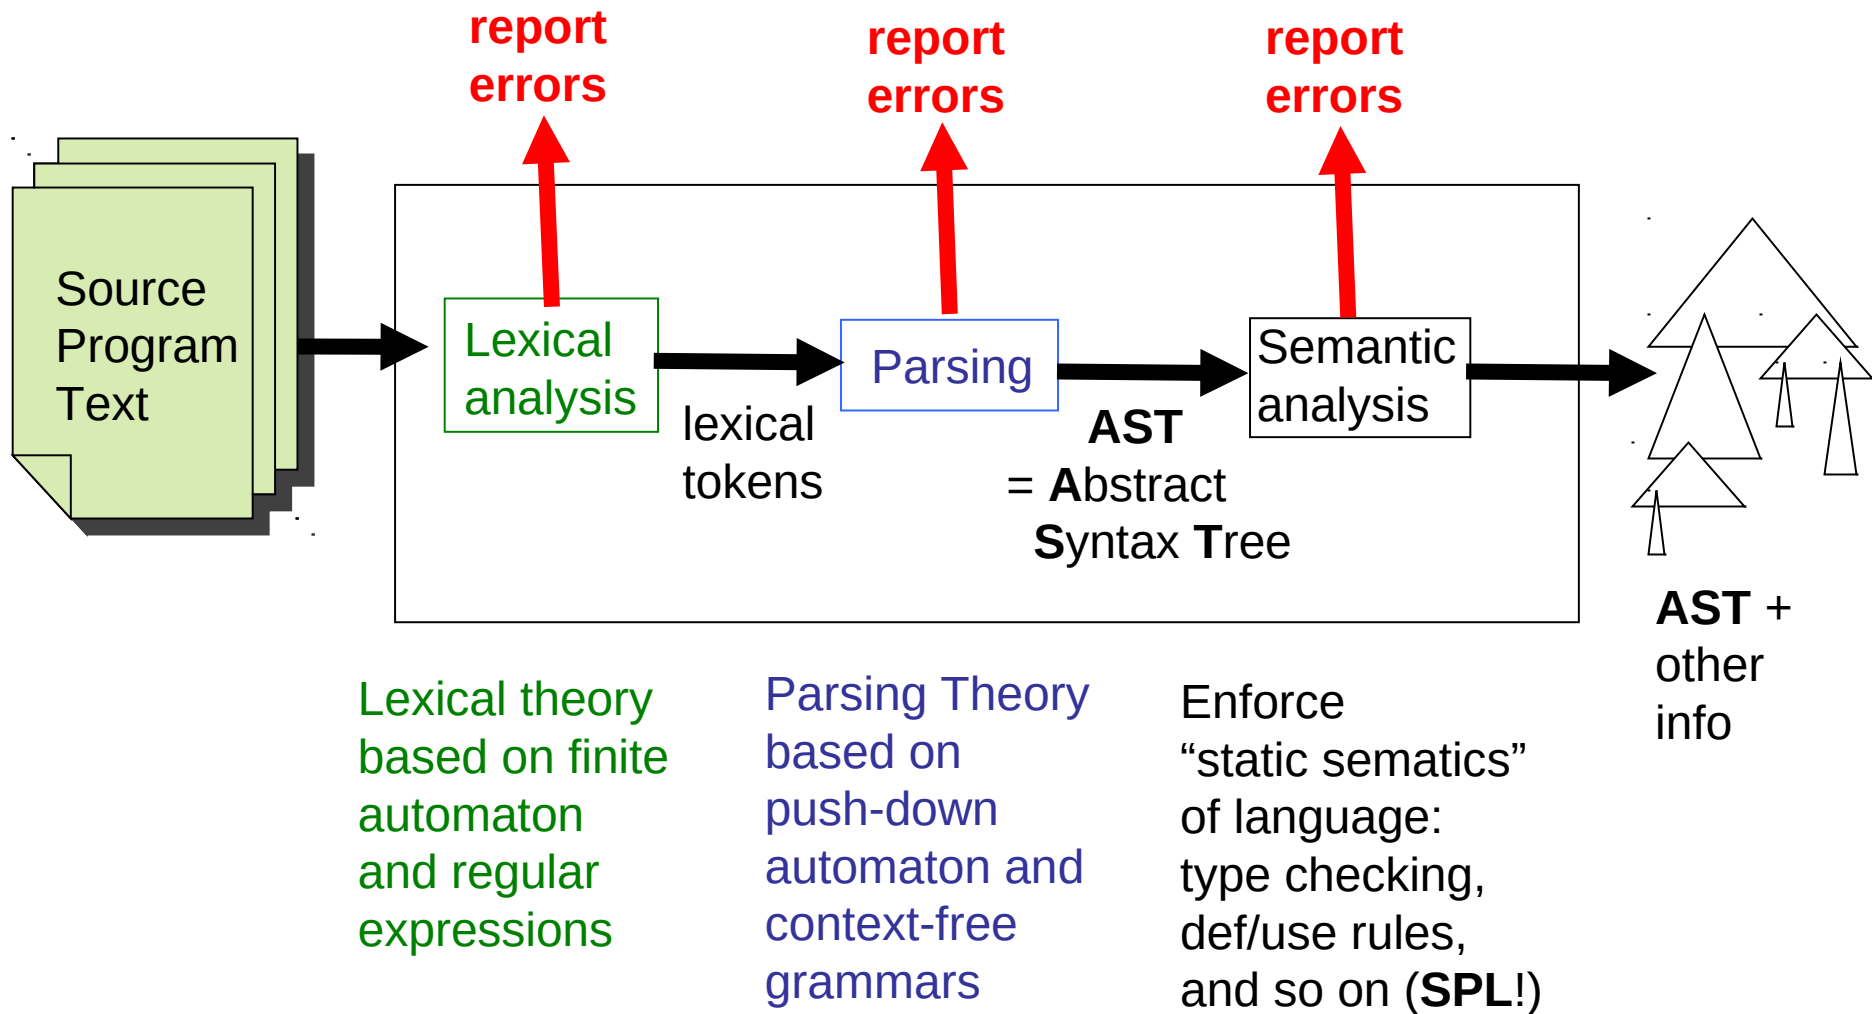 report
errors
report
errors
report
errors
Source
Program
Text
Lexical
analysis
lexical
tokens
Parsing
AST
= Abstract
Syntax Tree
Semantic
analysis
AST +
other
info
Lexical theory
based on finite
automaton
and regular
expressions
Parsing Theory
based on
push-down
automaton and
context-free
grammars
Enforce
“static sematics”
of language:
type checking,
def/use rules,
and so on (SPL!)